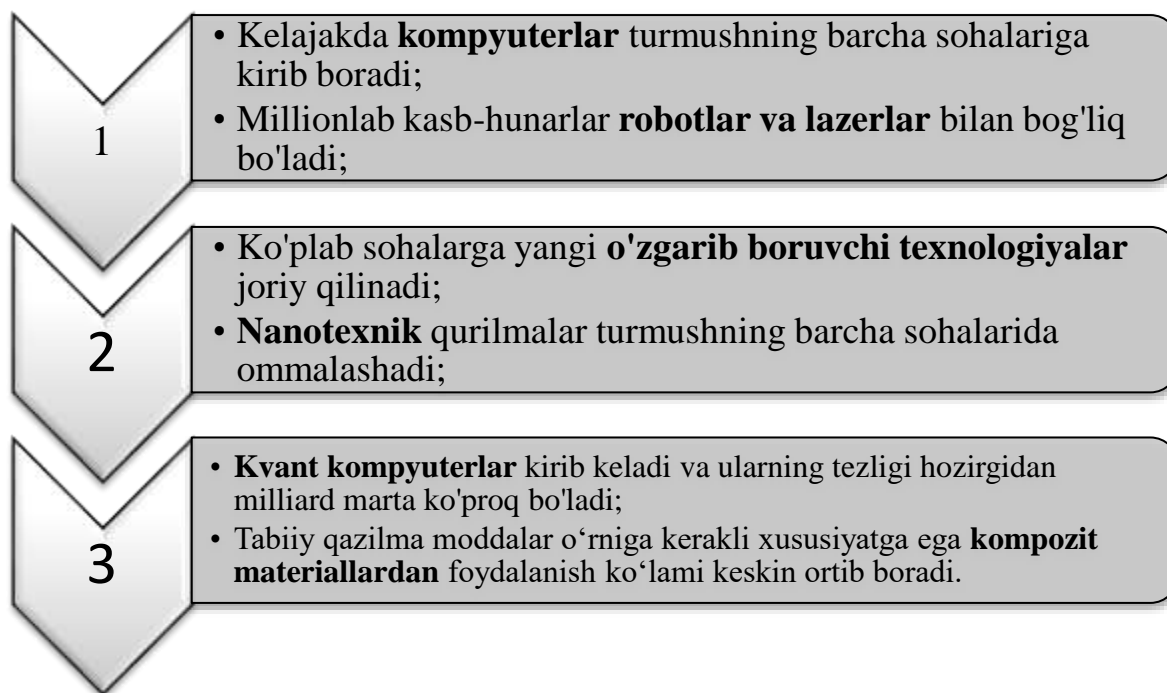 1
• Kelajakda kompyuterlar turmushning barcha sohalariga
kirib boradi;
• Millionlab kasb-hunarlar robotlar va lazerlar bilan bog'liq
bo'ladi;
2
• Ko'plab sohalarga yangi o'zgarib boruvchi texnologiyalar
joriy qilinadi;
• Nanotexnik qurilmalar turmushning barcha sohalarida
ommalashadi;
3
• Kvant kompyuterlar kirib keladi va ularning tezligi hozirgidan
milliard marta ko'proq bo'ladi;
• Tabiiy qazilma moddalar o‘rniga kerakli xususiyatga ega kompozit
materiallardan foydalanish ko‘lami keskin ortib boradi.